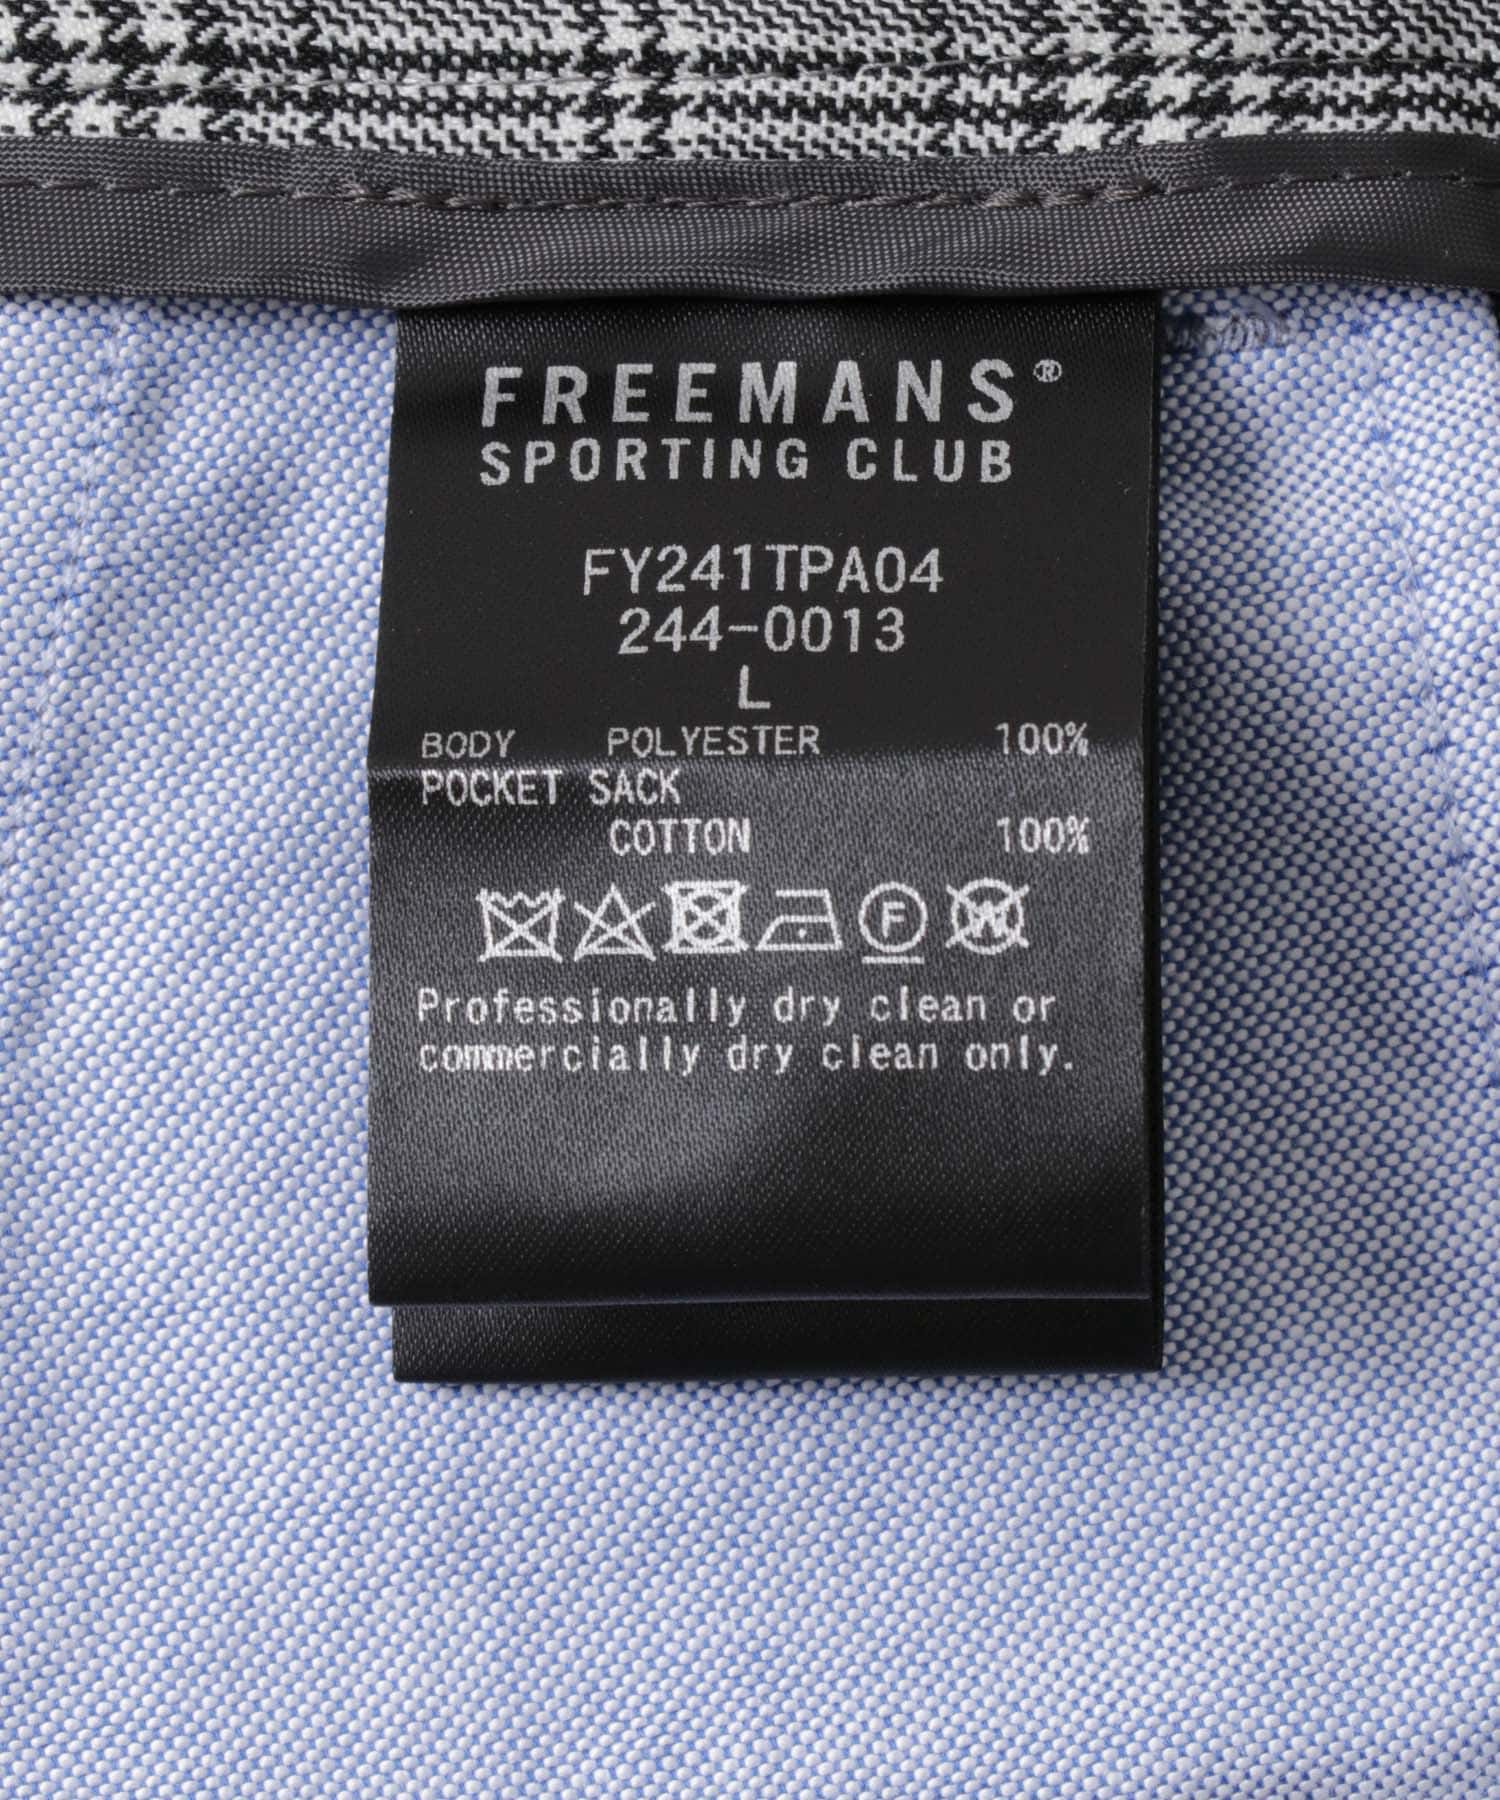 FREEMANS®
SPORTING CLUB
FY241TPA04
244-0013
L
BODY POLYESTER 100%
POCKET SACK
COTTON 100%
F W
Professionally dry clean or
commercially dry clean only.